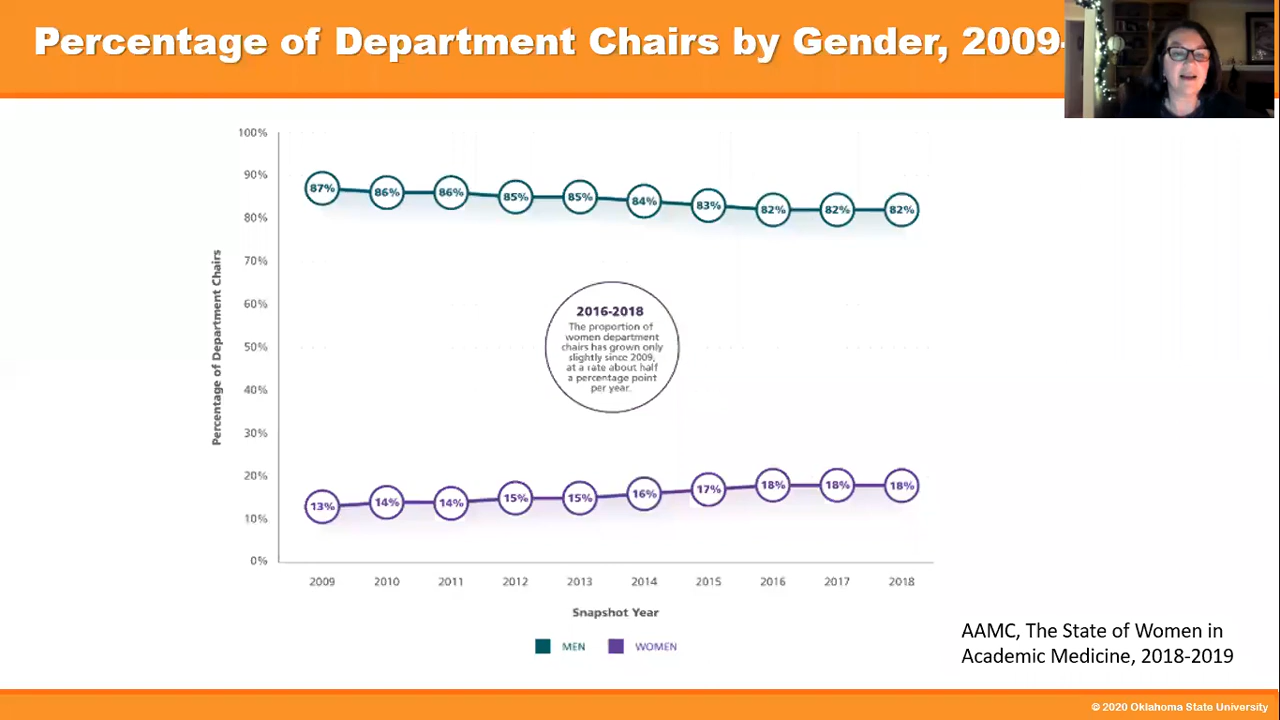 Percentage of Department Chairs by Gender, 2009-
100%
90%
80%
70%
60%
50%
40%
30%
20%
10%
0%
Percentage of Department Chairs
87% 86% 86% 85% 85% 84% 83% 82% 82% 82%
2016-2018
The proportion of
women department
chairs has grown only
slightly since 2009,
at a rate about half
a percentage point
per year.
13% 14% 14% 15% 15% 16% 17% 18% 18% 18%
2009 2010 2011 2012 2013 2014 2015 2016 2017 2018
Snapshot Year
MEN WOMEN
AAMC, The State of Women in
Academic Medicine, 2018-2019
© 2020 Oklahoma State University